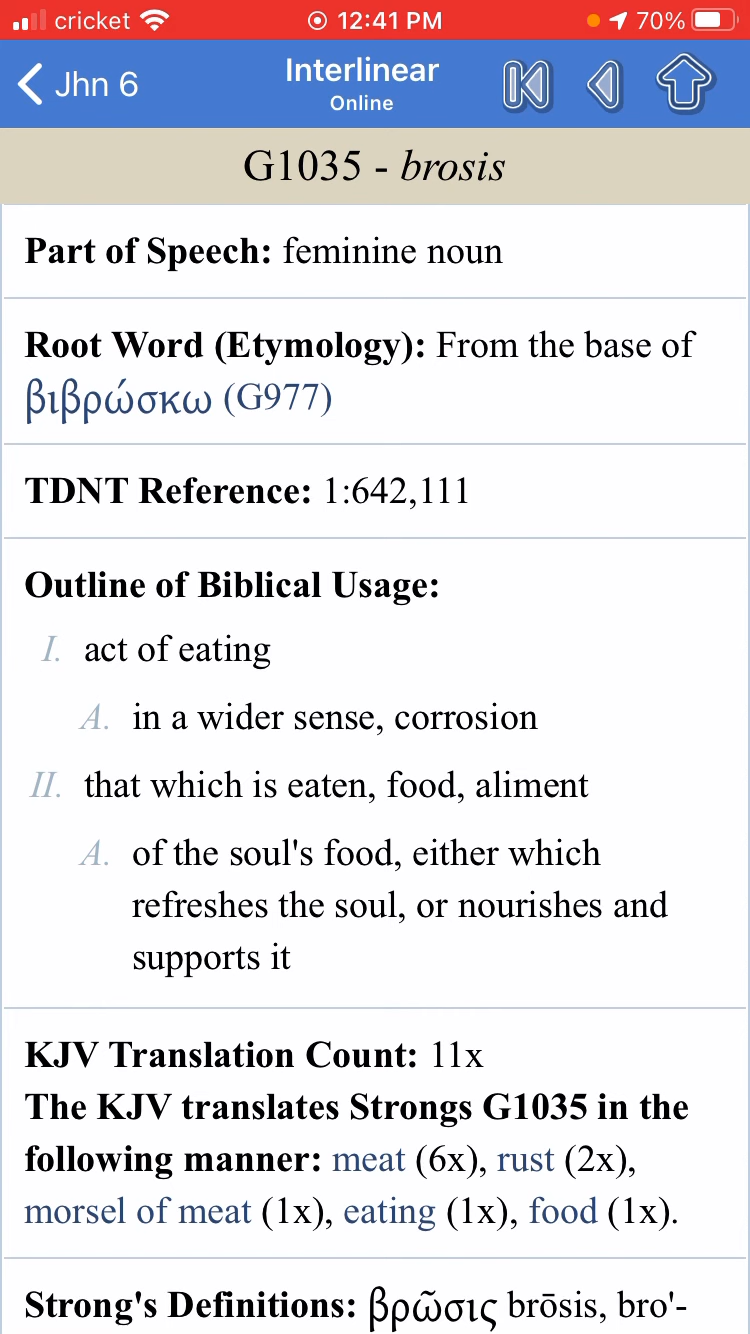 cricket 12:41 PM 70%
Jhn 6 Interlinear
Online
G1035 - brosis
Part of Speech: feminine noun
Root Word (Etymology): From the base of
βιβρώσκω (G977)
TDNT Reference: 1:642,111
Outline of Biblical Usage:
I. act of eating
A. in a wider sense, corrosion
II. that which is eaten, food, aliment
A. of the soul's food, either which
refreshes the soul, or nourishes and
supports it
KJV Translation Count: 11x
The KJV translates Strongs G1035 in the
following manner: meat (6x), rust (2x),
morsel of meat (1x), eating (1x), food (1x).
Strong's Definitions: βρῶσις brōsis, bro'-